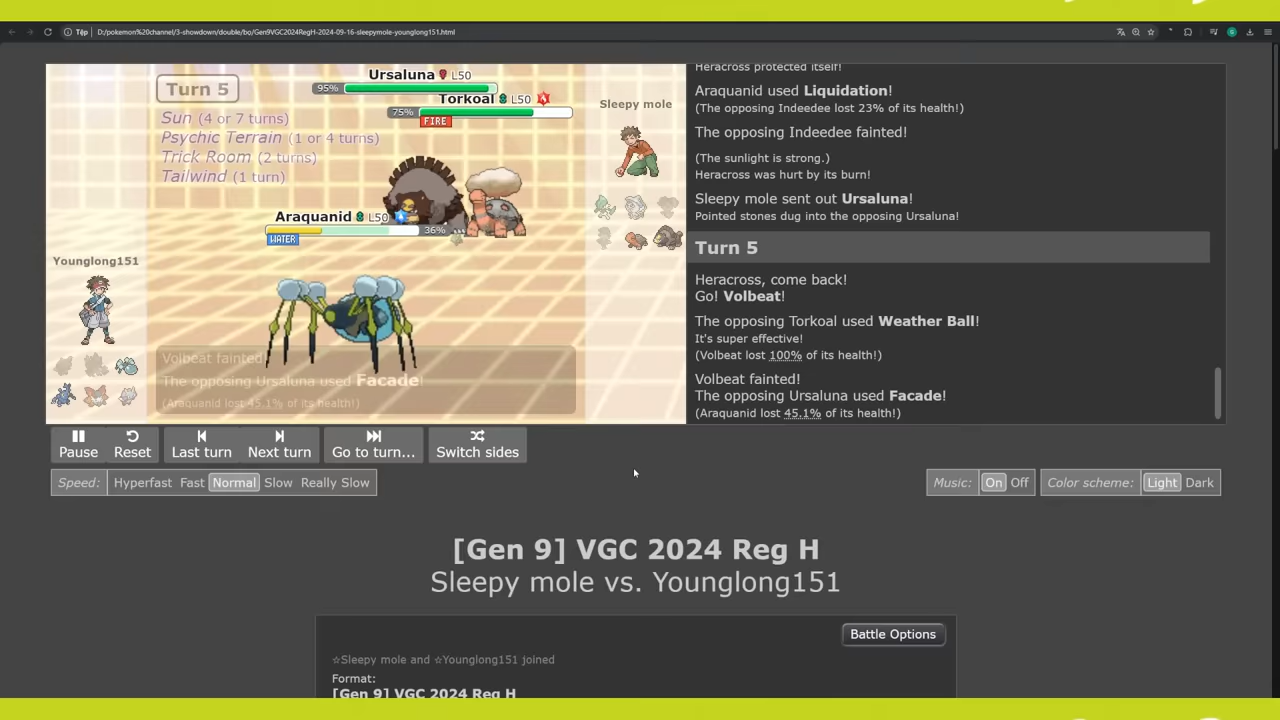 Tệp
D:/pokemon%20channel/3-showdown/double/bo/Gen9VGC2024RegH-2024-09-16-sleepymole-younglong151.html
Turn 5
Sun (4 or 7 turns)
Psychic Terrain (1 or 4 turns)
Trick Room (2 turns)
Tailwind (1 turn)
Ursaluna L50
95%
Torkoal L50
75%
FIRE
Araquanid L50
36%
WATER
Sleepy mole
Younglong151
Volbeat fainted!
The opposing Ursaluna used Facade!
(Araquanid lost 45.1% of its health!)
Heracross protected itself!
Araquanid used Liquidation!
(The opposing Indeedee lost 23% of its health!)
The opposing Indeedee fainted!
(The sunlight is strong.)
Heracross was hurt by its burn!
Sleepy mole sent out Ursaluna!
Pointed stones dug into the opposing Ursaluna!
Turn 5
Heracross, come back!
Go! Volbeat!
The opposing Torkoal used Weather Ball!
It's super effective!
(Volbeat lost 100% of its health!)
Volbeat fainted!
The opposing Ursaluna used Facade!
(Araquanid lost 45.1% of its health!)
Pause Reset Last turn Next turn Go to turn... Switch sides
Speed: Hyperfast Fast Normal Slow Really Slow
Music: On Off
Color scheme: Light Dark
[Gen 9] VGC 2024 Reg H
Sleepy mole vs. Younglong151
Battle Options
☆Sleepy mole and ☆Younglong151 joined
Format:
[Gen 9] VGC 2024 Reg H